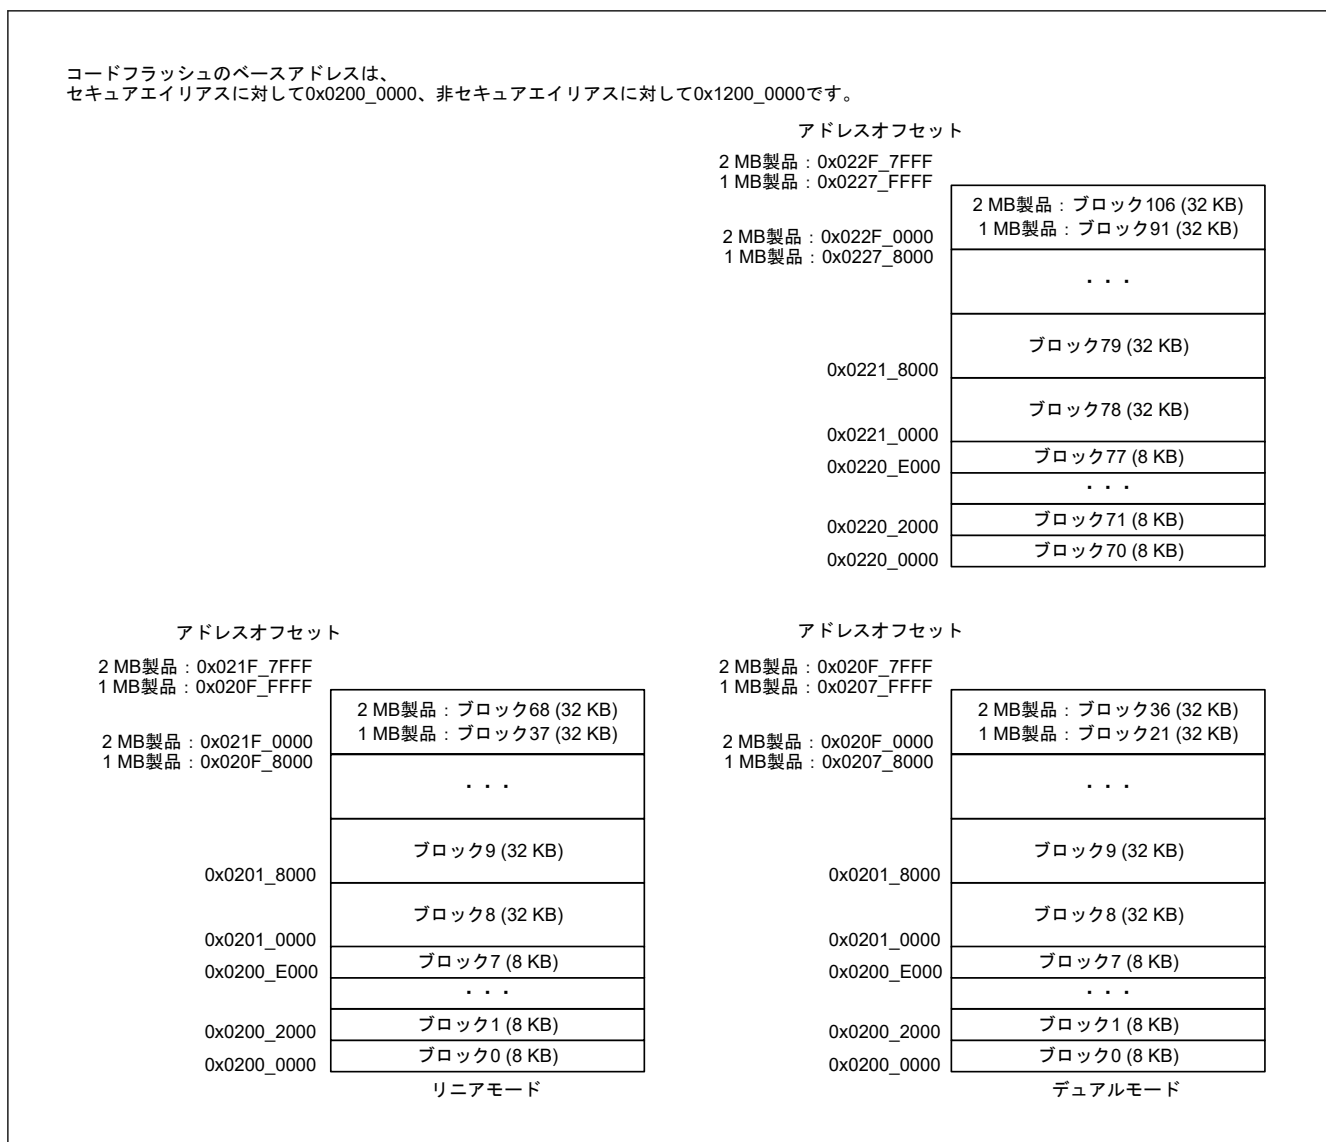 コードフラッシュのベースアドレスは、
セキュアエイリアスに対して0x0200_0000、非セキュアエイリアスに対して0x1200_0000です。
アドレスオフセット
2 MB製品：0x022F_7FFF
1 MB製品：0x0227_FFFF
2 MB製品：ブロック106 (32 KB)
1 MB製品：ブロック91 (32 KB)
2 MB製品：0x022F_0000
1 MB製品：0x0227_8000
・・・
ブロック79 (32 KB)
0x0221_8000
ブロック78 (32 KB)
0x0221_0000
ブロック77 (8 KB)
0x0220_E000
・・・
ブロック71 (8 KB)
0x0220_2000
ブロック70 (8 KB)
0x0220_0000
アドレスオフセット
2 MB製品：0x021F_7FFF
1 MB製品：0x020F_FFFF
2 MB製品：ブロック68 (32 KB)
1 MB製品：ブロック37 (32 KB)
2 MB製品：0x021F_0000
1 MB製品：0x020F_8000
・・・
ブロック9 (32 KB)
0x0201_8000
ブロック8 (32 KB)
0x0201_0000
ブロック7 (8 KB)
0x0200_E000
・・・
ブロック1 (8 KB)
0x0200_2000
ブロック0 (8 KB)
0x0200_0000
リニアモード
アドレスオフセット
2 MB製品：0x020F_7FFF
1 MB製品：0x0207_FFFF
2 MB製品：ブロック36 (32 KB)
1 MB製品：ブロック21 (32 KB)
2 MB製品：0x020F_0000
1 MB製品：0x0207_8000
・・・
ブロック9 (32 KB)
0x0201_8000
ブロック8 (32 KB)
0x0201_0000
ブロック7 (8 KB)
0x0200_E000
・・・
ブロック1 (8 KB)
0x0200_2000
ブロック0 (8 KB)
0x0200_0000
デュアルモード